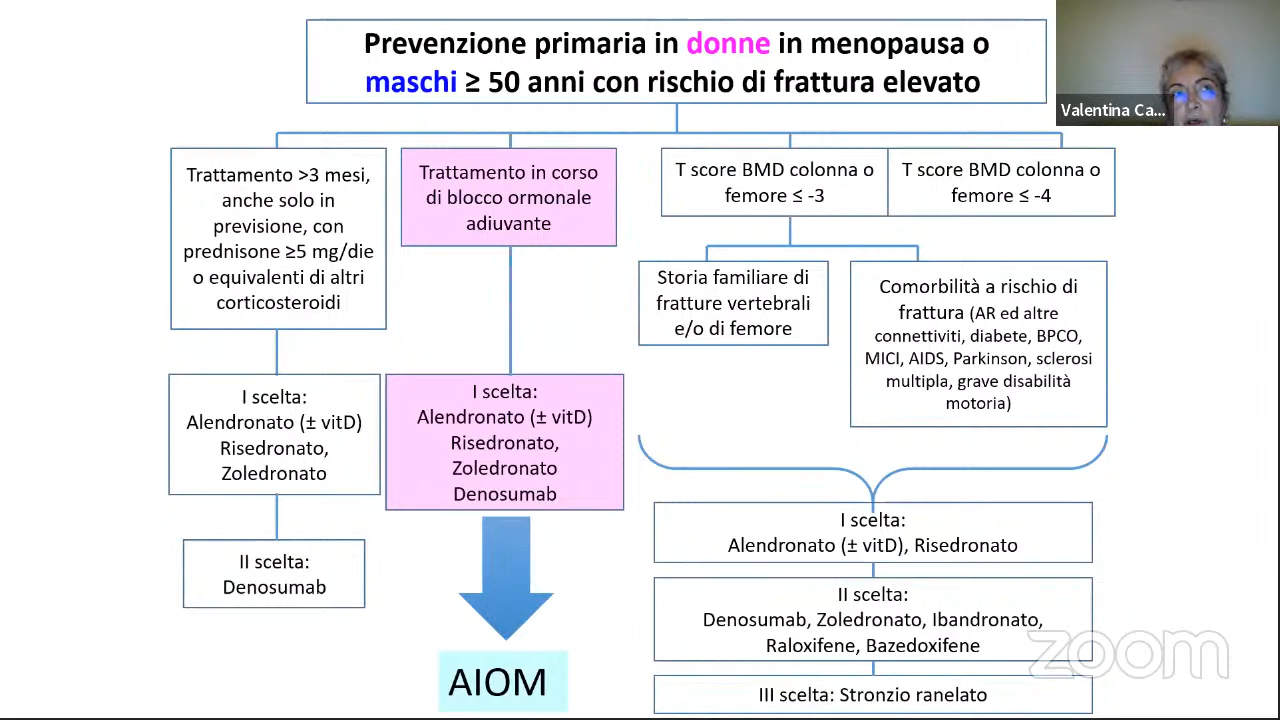 Prevenzione primaria in donne in menopausa o
maschi ≥ 50 anni con rischio di frattura elevato
Valentina Ca...
Trattamento >3 mesi,
anche solo in
previsione, con
prednisone ≥5 mg/die
o equivalenti di altri
corticosteroidi
Trattamento in corso
di blocco ormonale
adiuvante
T score BMD colonna o
femore ≤ -3
T score BMD colonna o
femore ≤ -4
Storia familiare di
fratture vertebrali
e/o di femore
Comorbilità a rischio di
frattura (AR ed altre
connettiviti, diabete, BPCO,
MICI, AIDS, Parkinson, sclerosi
multipla, grave disabilità
motoria)
I scelta:
Alendronato (± vitD)
Risedronato,
Zoledronato
I scelta:
Alendronato (± vitD)
Risedronato,
Zoledronato
Denosumab
I scelta:
Alendronato (± vitD), Risedronato
II scelta:
Denosumab
II scelta:
Denosumab, Zoledronato, Ibandronato,
Raloxifene, Bazedoxifene
AIOM
III scelta: Stronzio ranelato
zoom